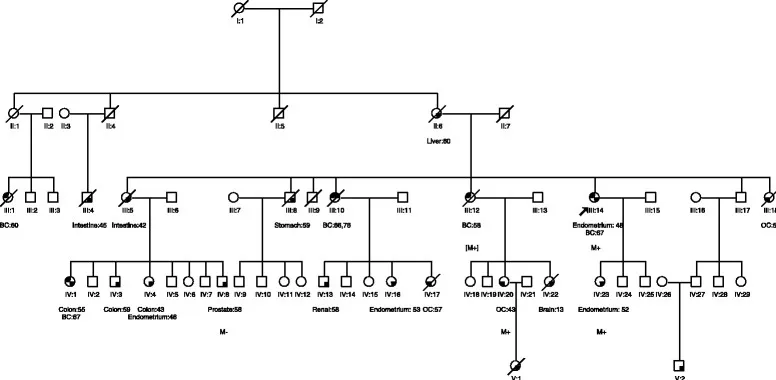 I:1 I:2
II:1 II:2 II:3 II:4 II:5 II:6 II:7
Liver:60
III:1 III:2 III:3 III:4 III:5 III:6 III:7 III:8 III:9 III:10 III:11 III:12 III:13 III:14 III:15 III:16 III:17
BC:60 Intestine:45 Intestine:42 Stomach:59 BC:68,78 BC:58 Endometrium: 48
BC:67
[M+] M+
IV:1 IV:2 IV:3 IV:4 IV:5 IV:6 IV:7 IV:8 IV:9 IV:10 IV:11 IV:12 IV:13 IV:14 IV:15 IV:16 IV:17 IV:18 IV:19 IV:20 IV:21 IV:22 IV:23 IV:24 IV:25 IV:26 IV:27 IV:28 IV:29
Colon:55 Colon:59 Colon:43 Prostate:58 Renal:58 Endometrium: 53 OC:57 OC:43 Brain:13 Endometrium: 52
BC:67 Endometrium:46
M- M+ M+
V:1 V:2